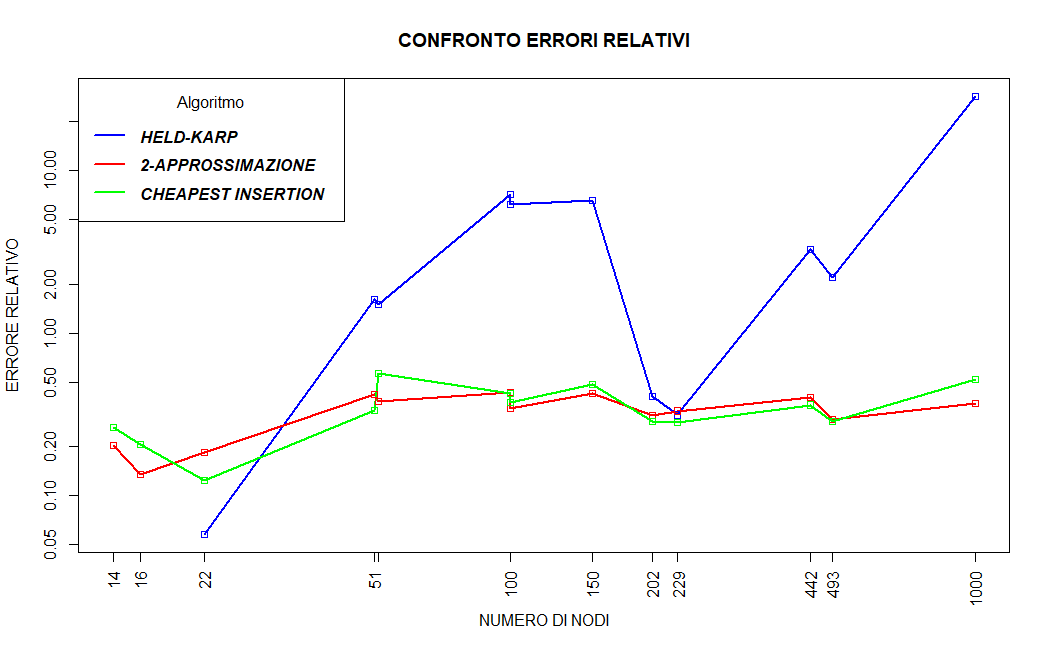 CONFRONTO ERRORI RELATIVI
Algoritmo
HELD-KARP
2-APPROSSIMAZIONE
CHEAPEST INSERTION
ERRORE RELATIVO
10.00
5.00
2.00
1.00
0.50
0.20
0.10
0.05
14 16 22 51 100 150 202 229 442 493 1000
NUMERO DI NODI